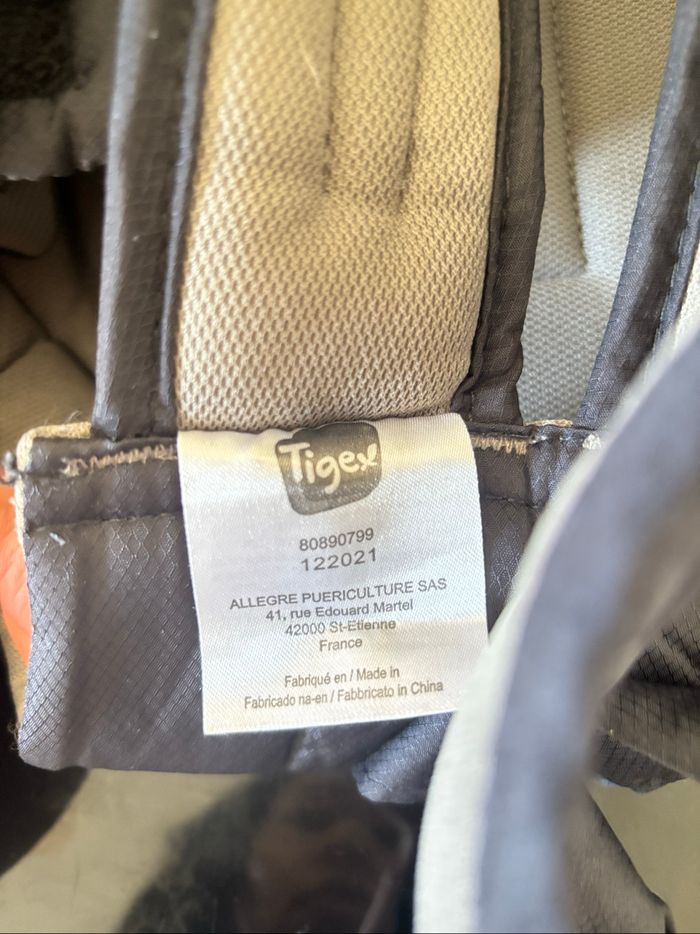 Tigex
80890799
122021
ALLEGRE PUERICULTURE SAS
41, rue Edouard Martel
42000 St-Etienne
France
Fabriqué en / Made in
Fabricado na-en / Fabbricato in China